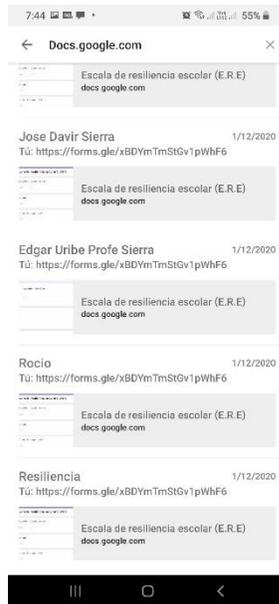 7:44
55%
Docs.google.com
Escala de resiliencia escolar (E.R.E)
docs.google.com
Jose Davir Sierra 1/12/2020
Tú: https://forms.gle/xBDYmTmStGv1pWhF6
Escala de resiliencia escolar (E.R.E)
docs.google.com
Edgar Uribe Profe Sierra 1/12/2020
Tú: https://forms.gle/xBDYmTmStGv1pWhF6
Escala de resiliencia escolar (E.R.E)
docs.google.com
Rocio 1/12/2020
Tú: https://forms.gle/xBDYmTmStGv1pWhF6
Escala de resiliencia escolar (E.R.E)
docs.google.com
Resiliencia 1/12/2020
Tú: https://forms.gle/xBDYmTmStGv1pWhF6
Escala de resiliencia escolar (E.R.E)
docs.google.com